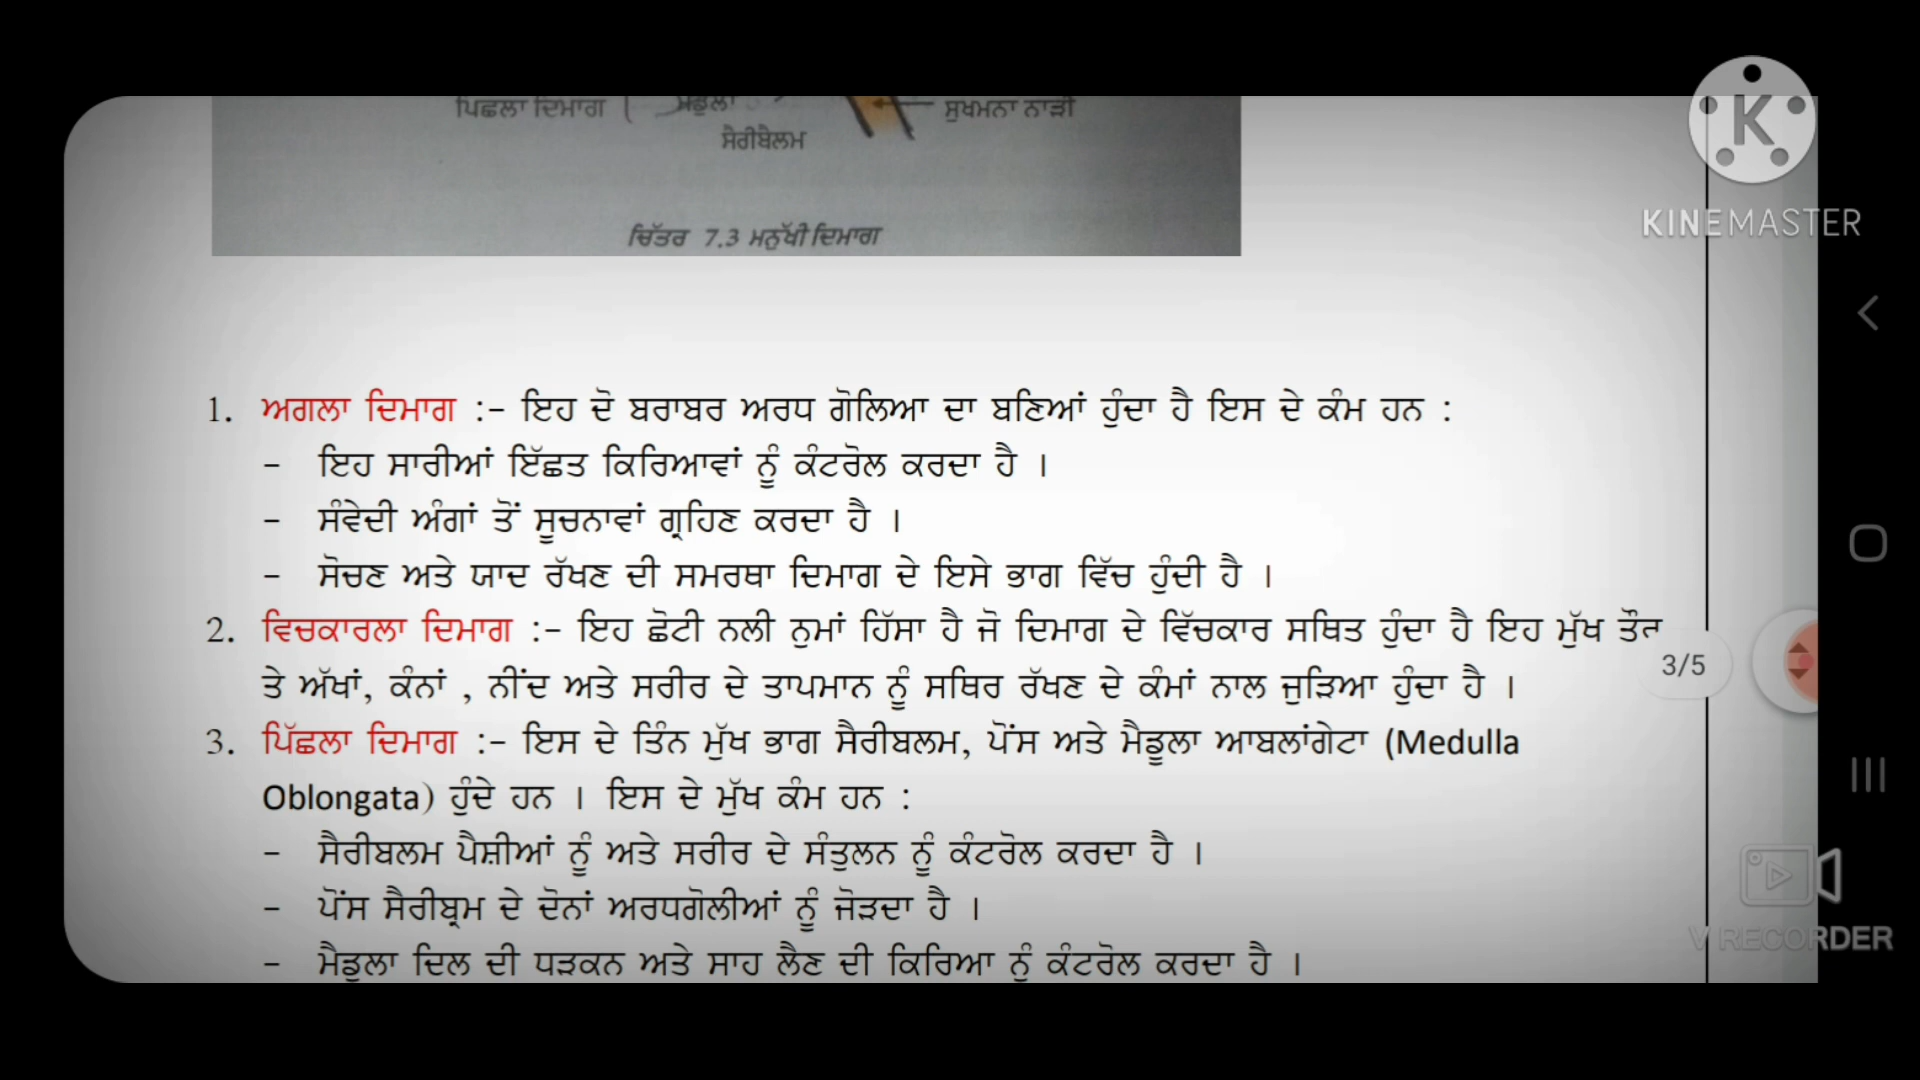 ਪਿਛਲਾ ਦਿਮਾਗ
ਮੈਡੂਲਾ
ਸੁਖਮਨਾ ਨਾੜੀ
ਸੈਰੀਬੈਲਮ
ਚਿੱਤਰ 7.3 ਮਨੁੱਖੀ ਦਿਮਾਗ
KINEMASTER
1. ਅਗਲਾ ਦਿਮਾਗ :– ਇਹ ਦੋ ਬਰਾਬਰ ਅਰਧ ਗੋਲਿਆ ਦਾ ਬਣਿਆਂ ਹੁੰਦਾ ਹੈ ਇਸ ਦੇ ਕੰਮ ਹਨ :
– ਇਹ ਸਾਰੀਆਂ ਇੱਛਤ ਕਿਰਿਆਵਾਂ ਨੂੰ ਕੰਟਰੋਲ ਕਰਦਾ ਹੈ ।
– ਸੰਵੇਦੀ ਅੰਗਾਂ ਤੋਂ ਸੂਚਨਾਵਾਂ ਗ੍ਰਹਿਣ ਕਰਦਾ ਹੈ ।
– ਸੋਚਣ ਅਤੇ ਯਾਦ ਰੱਖਣ ਦੀ ਸਮਰਥਾ ਦਿਮਾਗ ਦੇ ਇਸੇ ਭਾਗ ਵਿੱਚ ਹੁੰਦੀ ਹੈ ।
2. ਵਿਚਕਾਰਲਾ ਦਿਮਾਗ :– ਇਹ ਛੋਟੀ ਨਲੀ ਨੁਮਾਂ ਹਿੱਸਾ ਹੈ ਜੋ ਦਿਮਾਗ ਦੇ ਵਿੱਚਕਾਰ ਸਥਿਤ ਹੁੰਦਾ ਹੈ ਇਹ ਮੁੱਖ ਤੌਰ
3/5
ਤੇ ਅੱਖਾਂ, ਕੰਨਾਂ , ਨੀਂਦ ਅਤੇ ਸਰੀਰ ਦੇ ਤਾਪਮਾਨ ਨੂੰ ਸਥਿਰ ਰੱਖਣ ਦੇ ਕੰਮਾਂ ਨਾਲ ਜੁੜਿਆ ਹੁੰਦਾ ਹੈ ।
3. ਪਿੱਛਲਾ ਦਿਮਾਗ :– ਇਸ ਦੇ ਤਿੰਨ ਮੁੱਖ ਭਾਗ ਸੈਰੀਬਲਮ, ਪੋਂਸ ਅਤੇ ਮੈਡੂਲਾ ਆਬਲਾਂਗੇਟਾ (Medulla
Oblongata) ਹੁੰਦੇ ਹਨ । ਇਸ ਦੇ ਮੁੱਖ ਕੰਮ ਹਨ :
– ਸੈਰੀਬਲਮ ਪੈਸ਼ੀਆਂ ਨੂੰ ਅਤੇ ਸਰੀਰ ਦੇ ਸੰਤੁਲਨ ਨੂੰ ਕੰਟਰੋਲ ਕਰਦਾ ਹੈ ।
– ਪੋਂਸ ਸੈਰੀਬ੍ਰਮ ਦੇ ਦੋਨਾਂ ਅਰਧਗੋਲੀਆਂ ਨੂੰ ਜੋੜਦਾ ਹੈ ।
– ਮੈਡੂਲਾ ਦਿਲ ਦੀ ਧੜਕਨ ਅਤੇ ਸਾਹ ਲੈਣ ਦੀ ਕਿਰਿਆ ਨੂੰ ਕੰਟਰੋਲ ਕਰਦਾ ਹੈ ।
V RECORDER